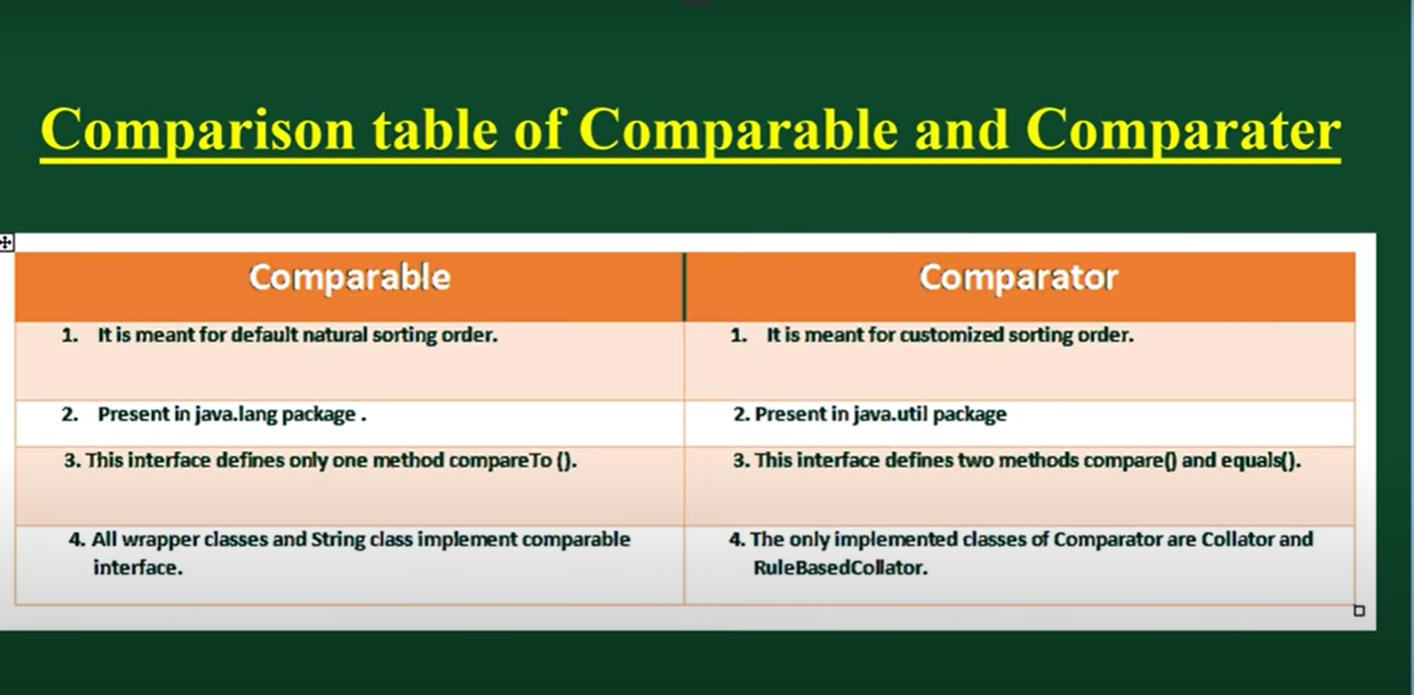 Comparison table of Comparable and Comparater
Comparable
Comparator
1. It is meant for default natural sorting order.
1. It is meant for customized sorting order.
2. Present in java.lang package .
2. Present in java.util package
3. This interface defines only one method compareTo ().
3. This interface defines two methods compare() and equals().
4. All wrapper classes and String class implement comparable
interface.
4. The only implemented classes of Comparator are Collator and
RuleBasedCollator.